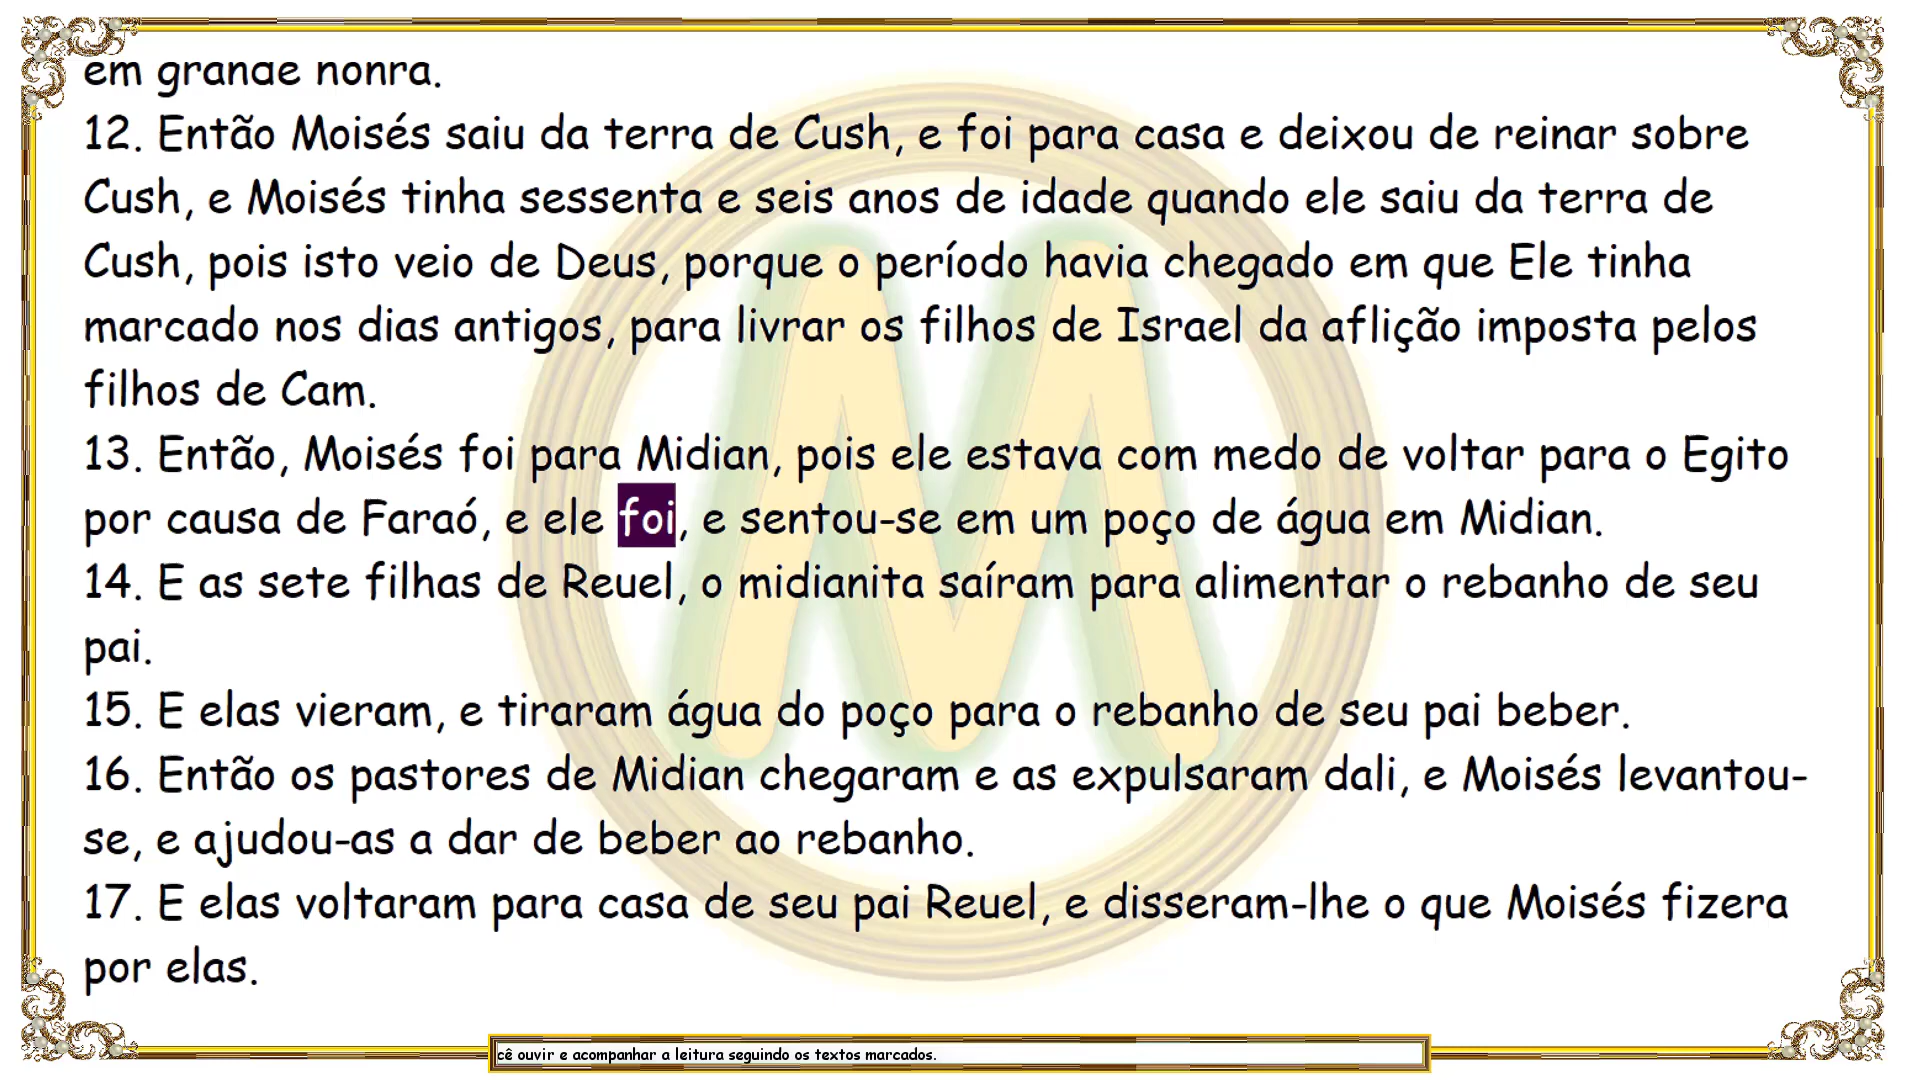 em grande honra.
12. Então Moisés saiu da terra de Cush, e foi para casa e deixou de reinar sobre
Cush, e Moisés tinha sessenta e seis anos de idade quando ele saiu da terra de
Cush, pois isto veio de Deus, porque o período havia chegado em que Ele tinha
marcado nos dias antigos, para livrar os filhos de Israel da aflição imposta pelos
filhos de Cam.
13. Então, Moisés foi para Midian, pois ele estava com medo de voltar para o Egito
por causa de Faraó, e ele foi, e sentou-se em um poço de água em Midian.
14. E as sete filhas de Reuel, o midianita saíram para alimentar o rebanho de seu
pai.
15. E elas vieram, e tiraram água do poço para o rebanho de seu pai beber.
16. Então os pastores de Midian chegaram e as expulsaram dali, e Moisés levantou-
se, e ajudou-as a dar de beber ao rebanho.
17. E elas voltaram para casa de seu pai Reuel, e disseram-lhe o que Moisés fizera
por elas.
cê ouvir e acompanhar a leitura seguindo os textos marcados.